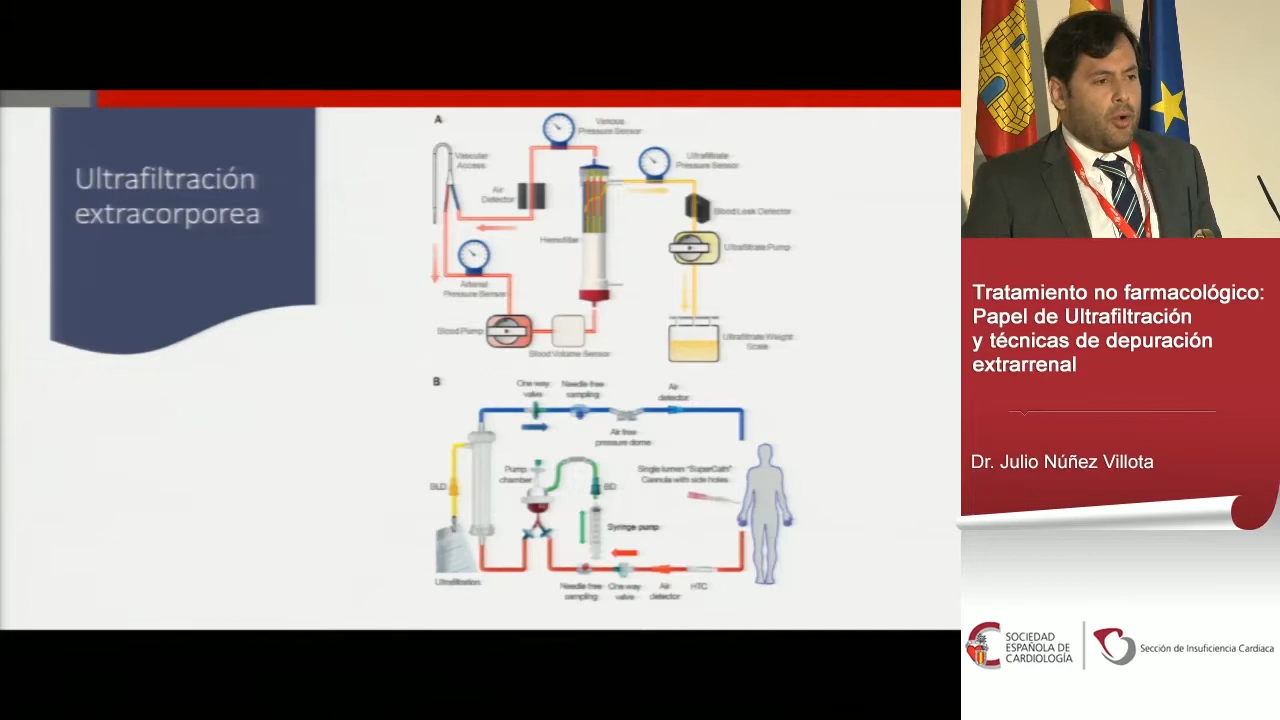 Ultrafiltración
extracorporea
A
Venous
Pressure Sensor
Vascular
Access
Ultrafiltrate
Pressure Sensor
Air
Detector
Blood Leak Detector
Hemofilter
Ultrafiltrate Pump
Arterial
Pressure Sensor
Blood Pump
Blood Volume Sensor
Ultrafiltrate Weight
Scale
B
One way
valve
Needle free
sampling
Air
detector
Air free
pressure dome
Pump
chamber
Single lumen "SuperCath"
Cannula with side holes
BLD
BD
Syringe pump
Ultrafiltration
Needle free
sampling
One way
valve
Air
detector
HTC
Tratamiento no farmacológico:
Papel de Ultrafiltración
y técnicas de depuración
extrarrenal
Dr. Julio Núñez Villota
SOCIEDAD
ESPAÑOLA DE
CARDIOLOGÍA
Sección de Insuficiencia Cardiaca